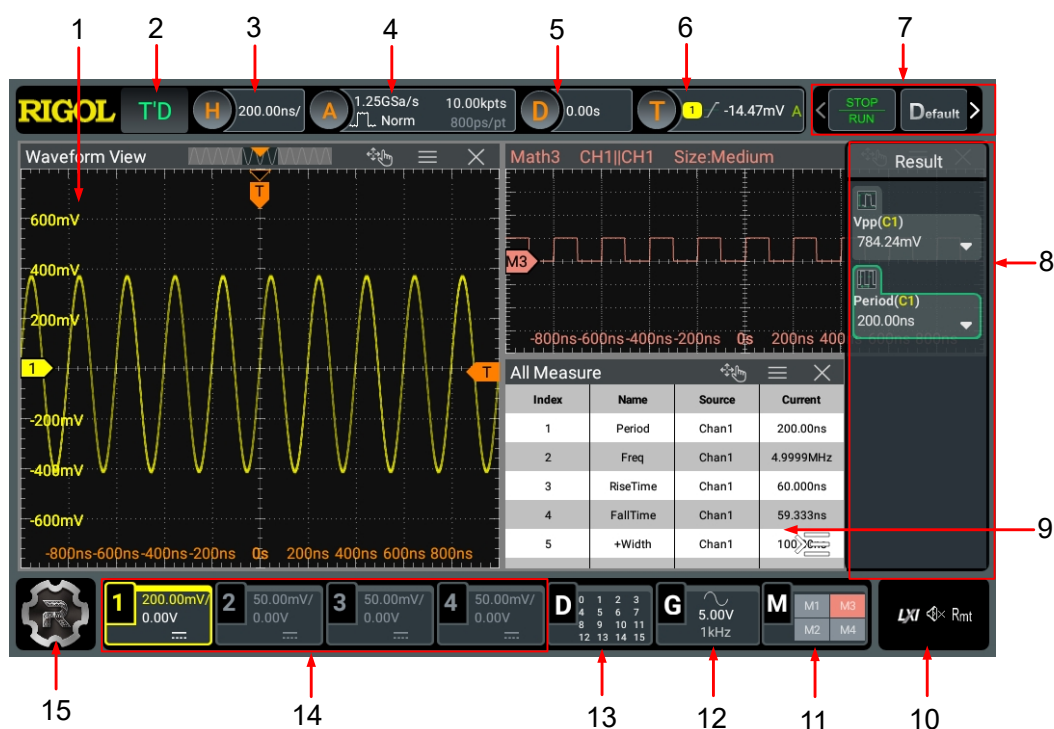 1 2 3 4 5 6 7
RIGOL T'D H 200.00ns/ A 1.25GSa/s 10.00kpts D 0.00s T 1 -14.47mV A STOP Default
Norm 800ps/pt RUN
Waveform View
T
600mV
400mV
200mV
1 T
-200mV
-400mV
-600mV
-800ns-600ns-400ns-200ns 0s 200ns 400ns 600ns 800ns
Math3 CH1||CH1 Size:Medium
M3
-800ns-600ns-400ns-200ns 0s 200ns 400
Result
Vpp(C1)
784.24mV
Period(C1)
200.00ns
8
All Measure
Index Name Source Current
1 Period Chan1 200.00ns
2 Freq Chan1 4.9999MHz
3 RiseTime Chan1 60.000ns
4 FallTime Chan1 59.333ns
5 +Width Chan1
9
R
1 200.00mV/
0.00V
2 50.00mV/
0.00V
3 50.00mV/
0.00V
4 50.00mV/
0.00V
D 0 1 2 3
4 5 6 7
8 9 10 11
12 13 14 15
G 5.00V
1kHz
M M1 M3
M2 M4
LXI Rmt
15 14 13 12 11 10